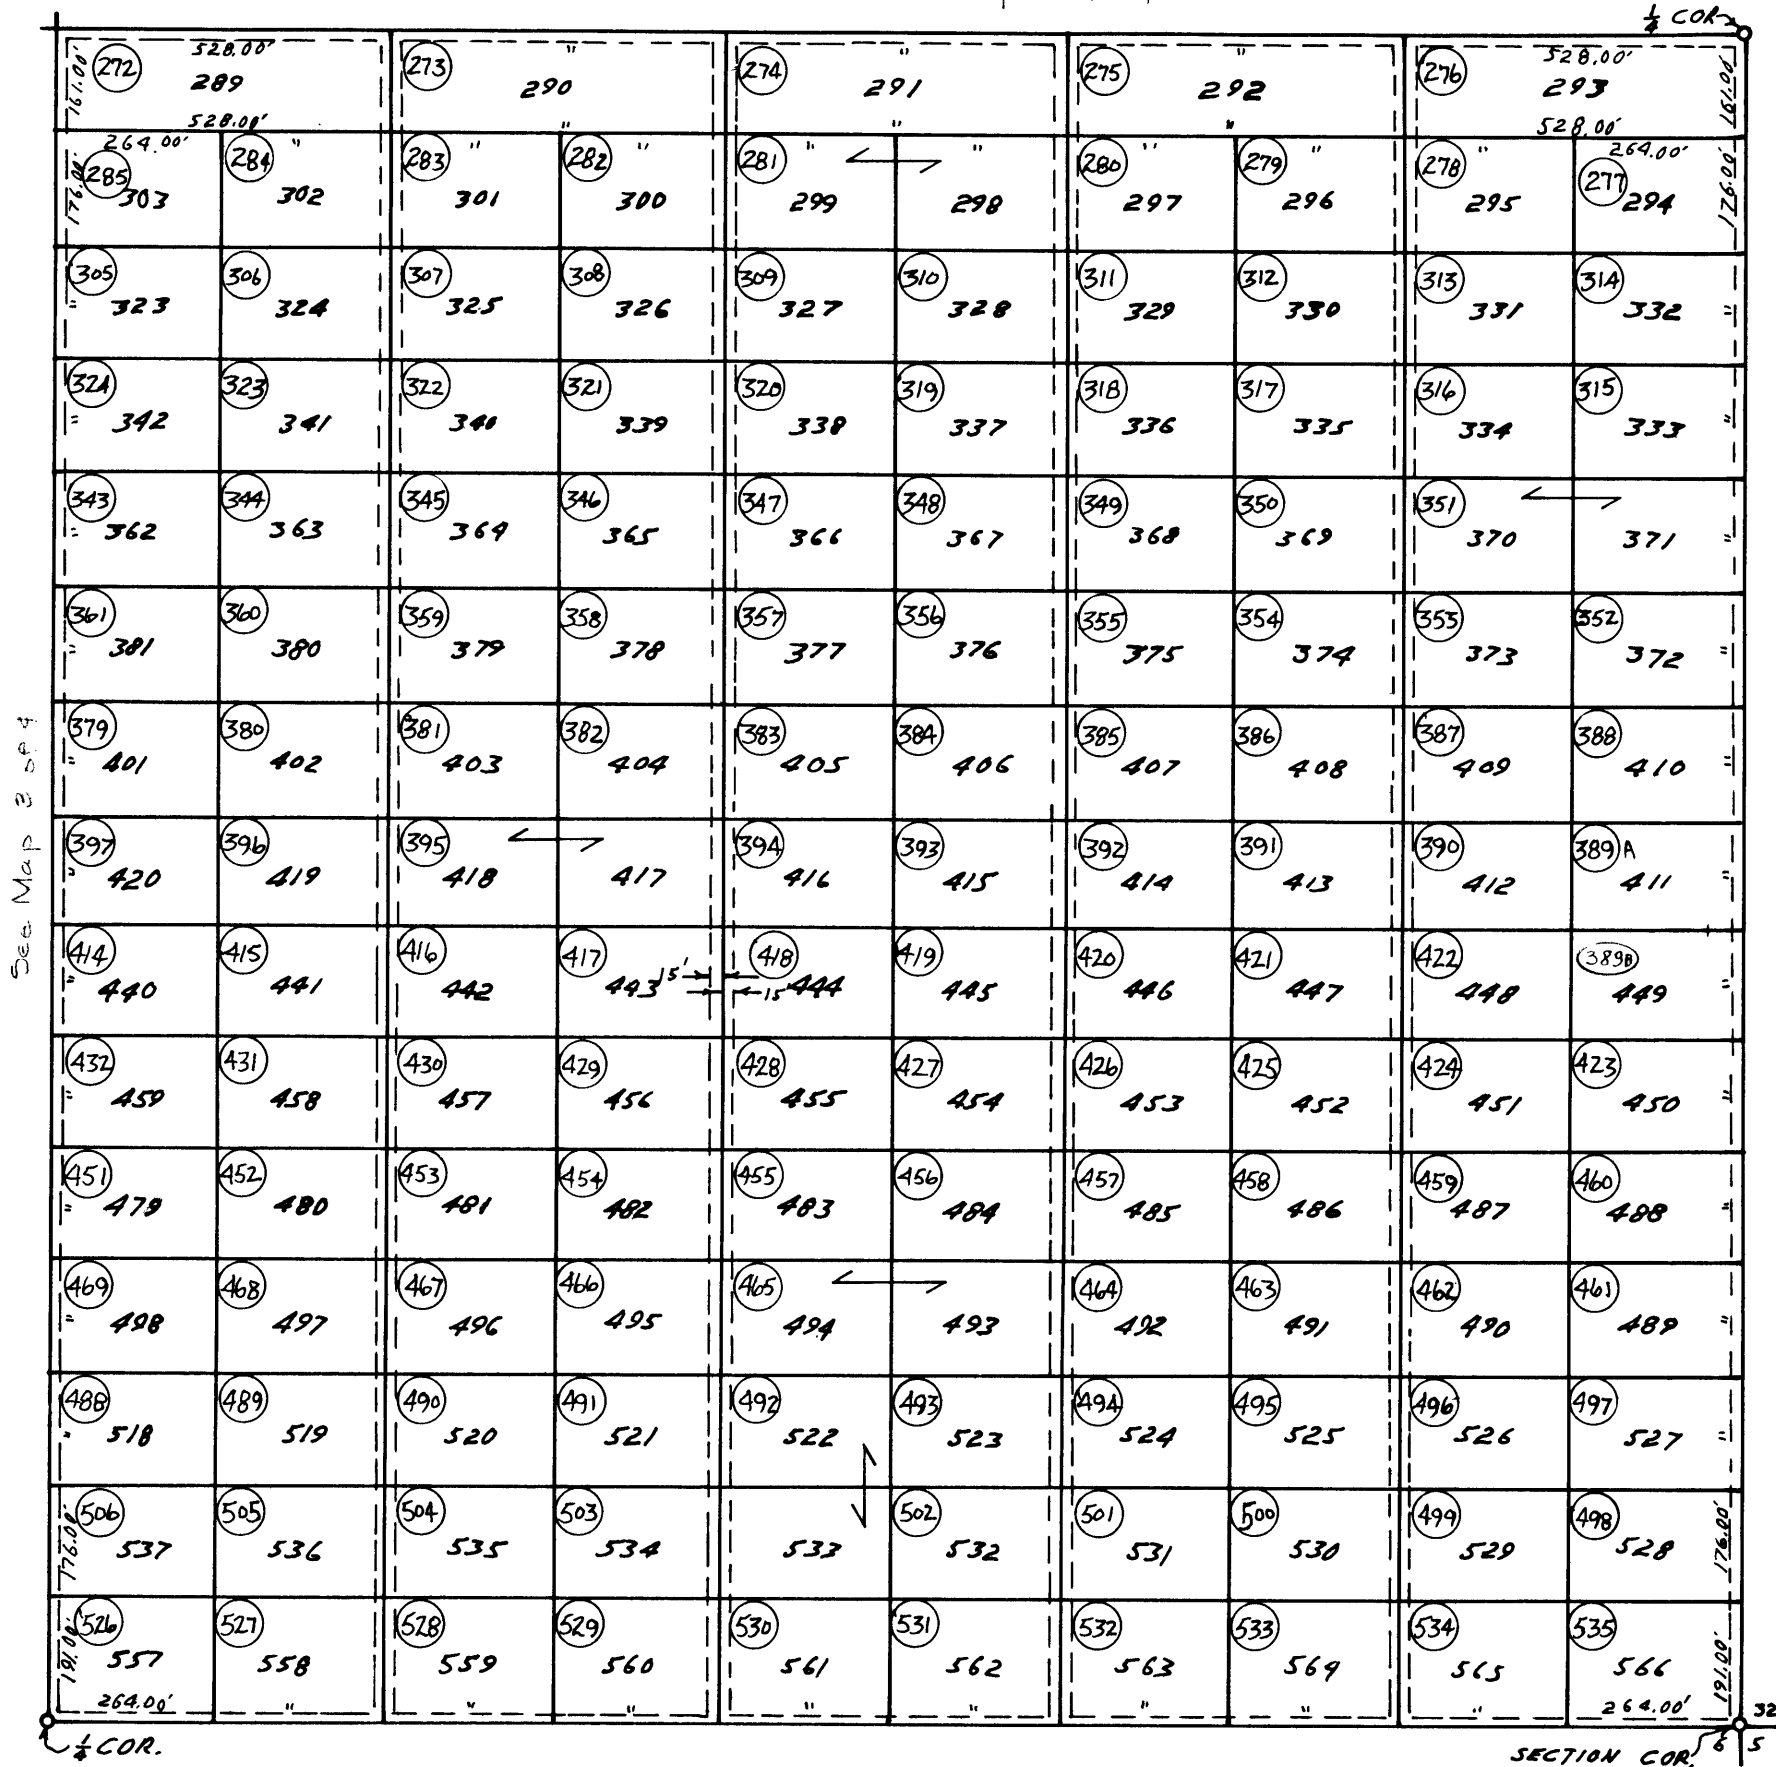 ¼ COR.
528.00' " " " 528.00'
161.00' (272) 289 (273) 290 (274) 291 (275) 292 (276) 293 161.00'
528.00' " " " 528.00'
264.00' " " " " " " " " 264.00'
176.00' (285) 303 (284) 302 (283) 301 (282) 300 (281) 299 298 (280) 297 (279) 296 (278) 295 (277) 294 176.00'
(305) (306) (307) (308) (309) (310) (311) (312) (313) (314)
" 323 324 325 326 327 328 329 330 331 332 "
(324) (323) (322) (321) (320) (319) (318) (317) (316) (315)
" 342 341 340 339 338 337 336 335 334 333 "
(343) (344) (345) (346) (347) (348) (349) (350) (351)
" 362 363 364 365 366 367 368 369 370 371 "
(361) (360) (359) (358) (357) (356) (355) (354) (353) (352)
" 381 380 379 378 377 376 375 374 373 372 "
(379) (380) (381) (382) (383) (384) (385) (386) (387) (388)
" 401 402 403 404 405 406 407 408 409 410 "
See Map 3 of 4
(397) (396) (395) (394) (393) (392) (391) (390) (389) A
" 420 419 418 417 416 415 414 413 412 411 "
(414) (415) (416) (417) (418) (419) (420) (421) (422) (389B)
" 440 441 442 443 15' 15' 444 445 446 447 448 449 "
(432) (431) (430) (429) (428) (427) (426) (425) (424) (423)
" 459 458 457 456 455 454 453 452 451 450 "
(451) (452) (453) (454) (455) (456) (457) (458) (459) (460)
" 479 480 481 482 483 484 485 486 487 488 "
(469) (468) (467) (466) (465) (464) (463) (462) (461)
" 498 497 496 495 494 493 492 491 490 489 "
(488) (489) (490) (491) (492) (493) (494) (495) (496) (497)
" 518 519 520 521 522 523 524 525 526 527 "
(506) (505) (504) (503) (502) (501) (500) (499) (498)
176.00' 537 536 535 534 533 532 531 530 529 528 176.00'
(526) (527) (528) (529) (530) (531) (532) (533) (534) (535)
191.00' 557 558 559 560 561 562 563 564 565 566 191.00'
264.00' " " " " " " " " 264.00'
32
¼ COR. SECTION COR. 6 5